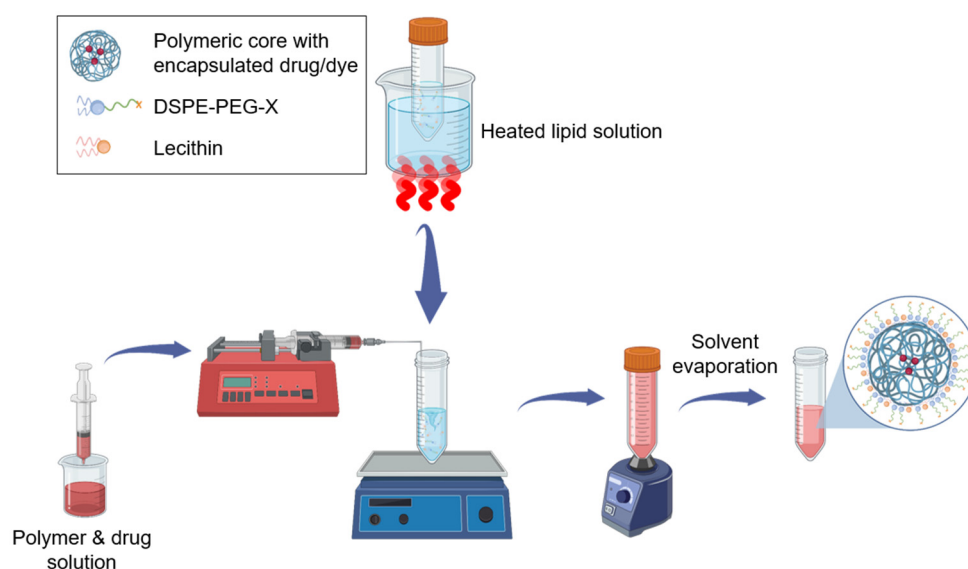 Polymeric core with
encapsulated drug/dye
DSPE-PEG-X
Lecithin
Heated lipid solution
Solvent
evaporation
Polymer & drug
solution